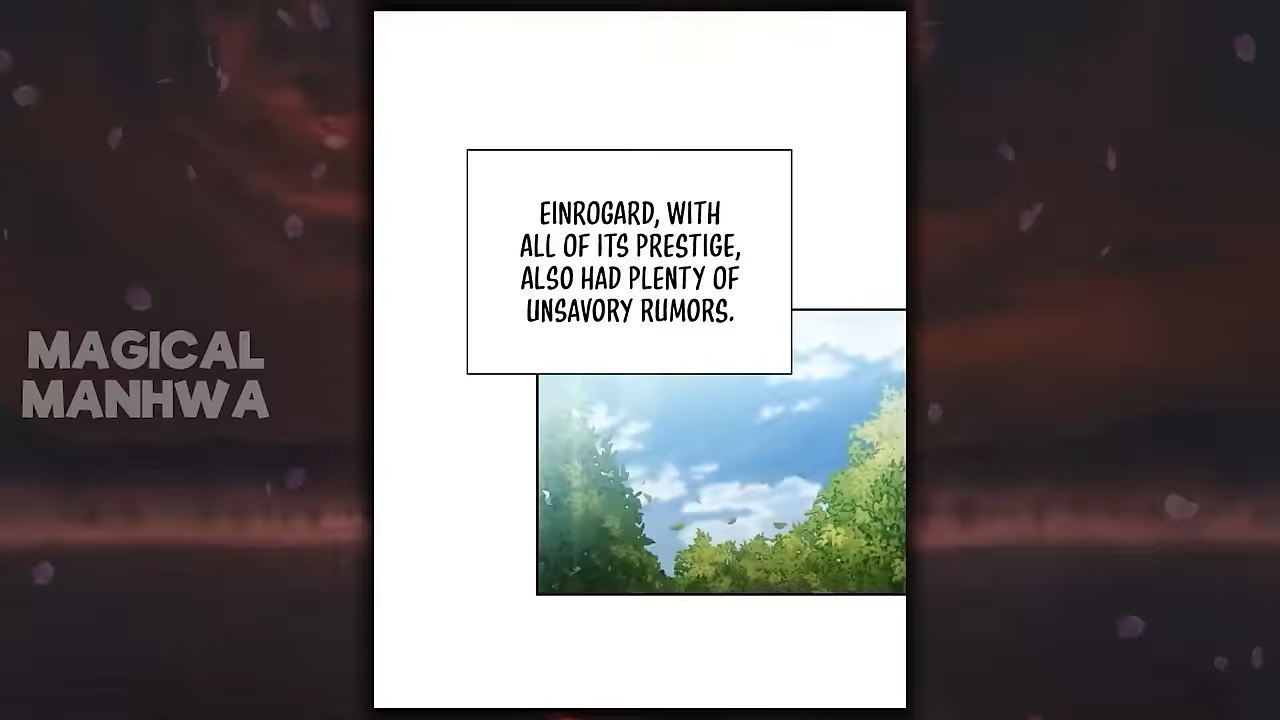 MAGICAL
MANHWA
EINROGARD, WITH
ALL OF ITS PRESTIGE,
ALSO HAD PLENTY OF
UNSAVORY RUMORS.